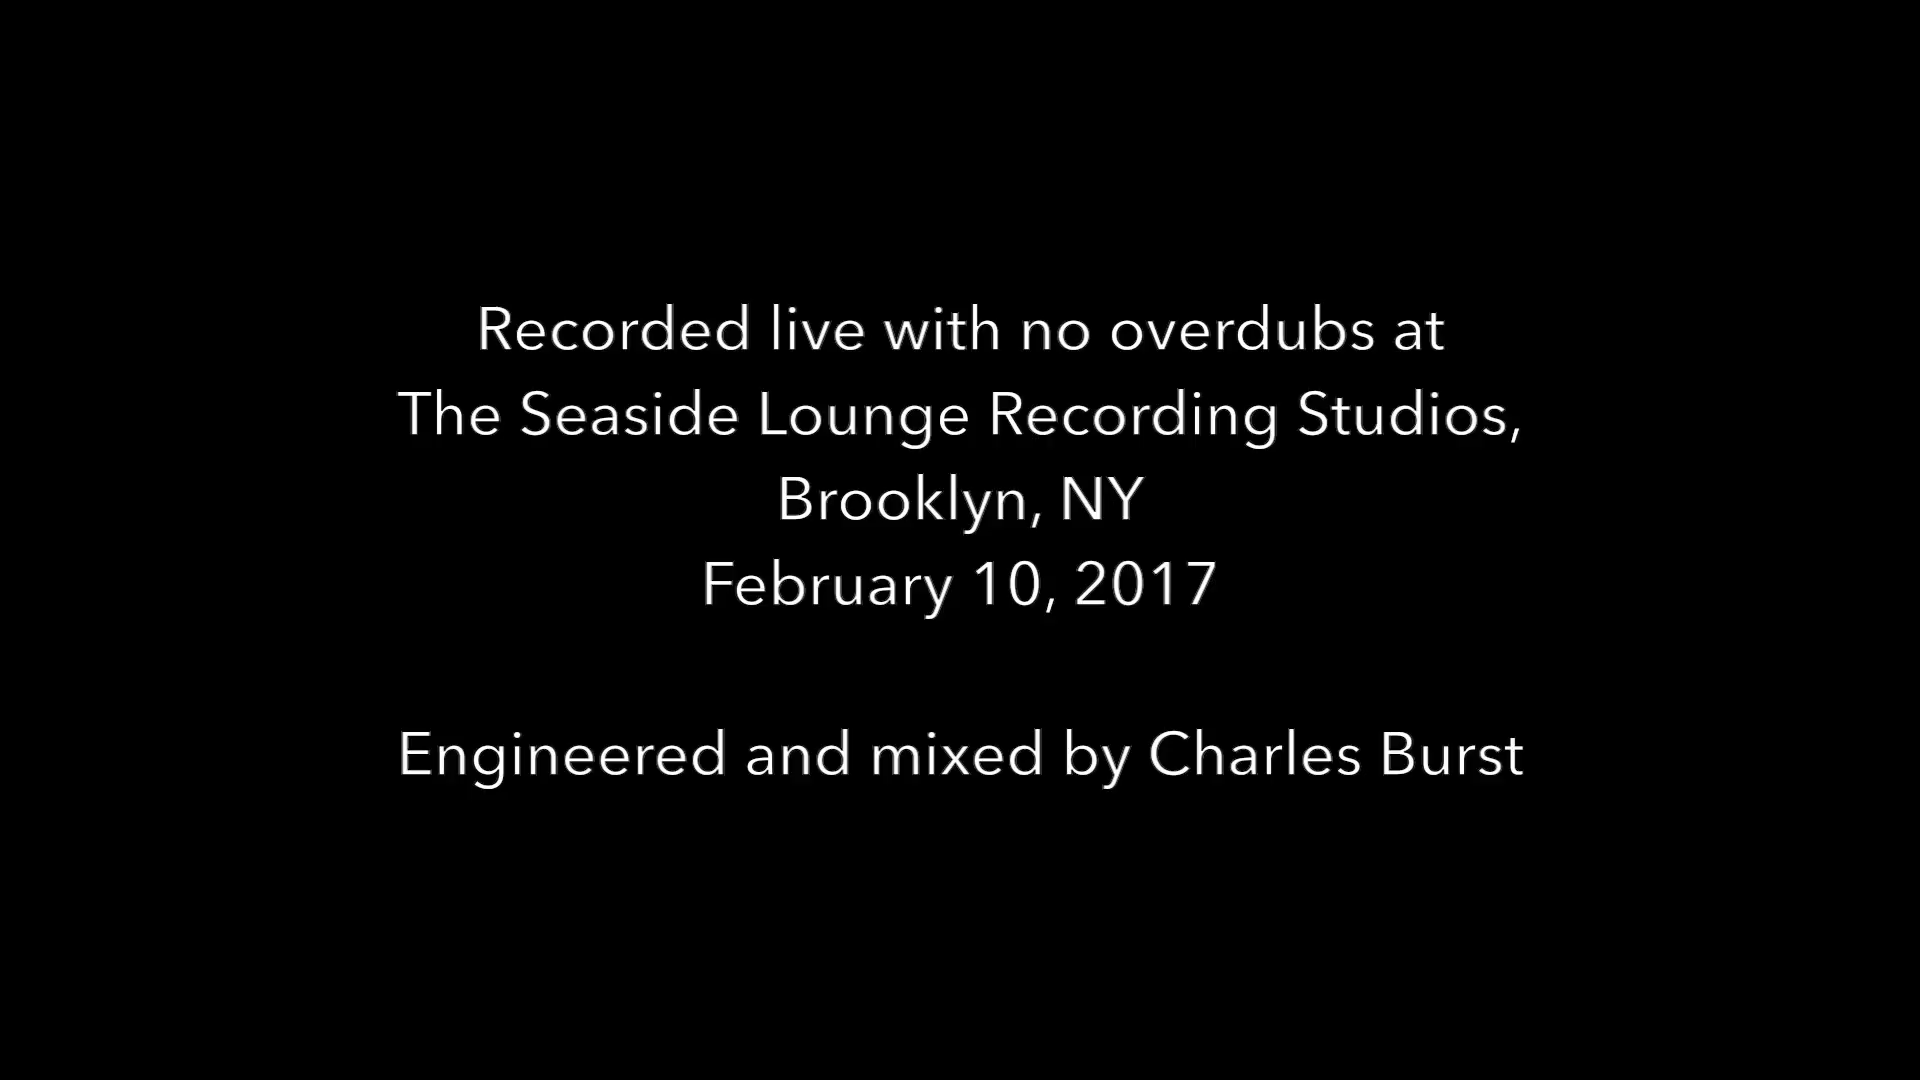 Recorded live with no overdubs at
The Seaside Lounge Recording Studios,
Brooklyn, NY
February 10, 2017
Engineered and mixed by Charles Burst